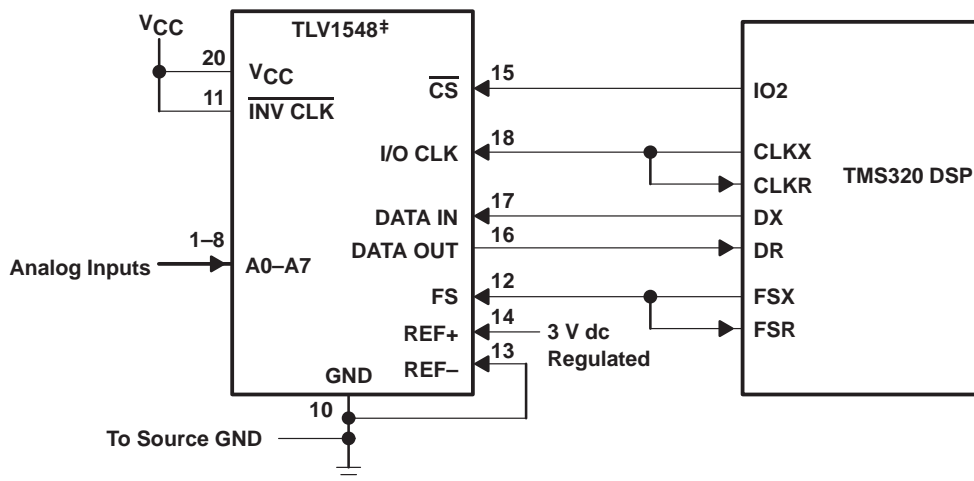 VCC
TLV1548‡
20
VCC
11
INV CLK
15
CS
IO2
18
I/O CLK
CLKX
CLKR
TMS320 DSP
17
DATA IN
DX
16
DATA OUT
DR
1–8
Analog Inputs
A0–A7
12
FS
FSX
FSR
14
REF+
3 V dc
Regulated
13
REF–
GND
10
To Source GND